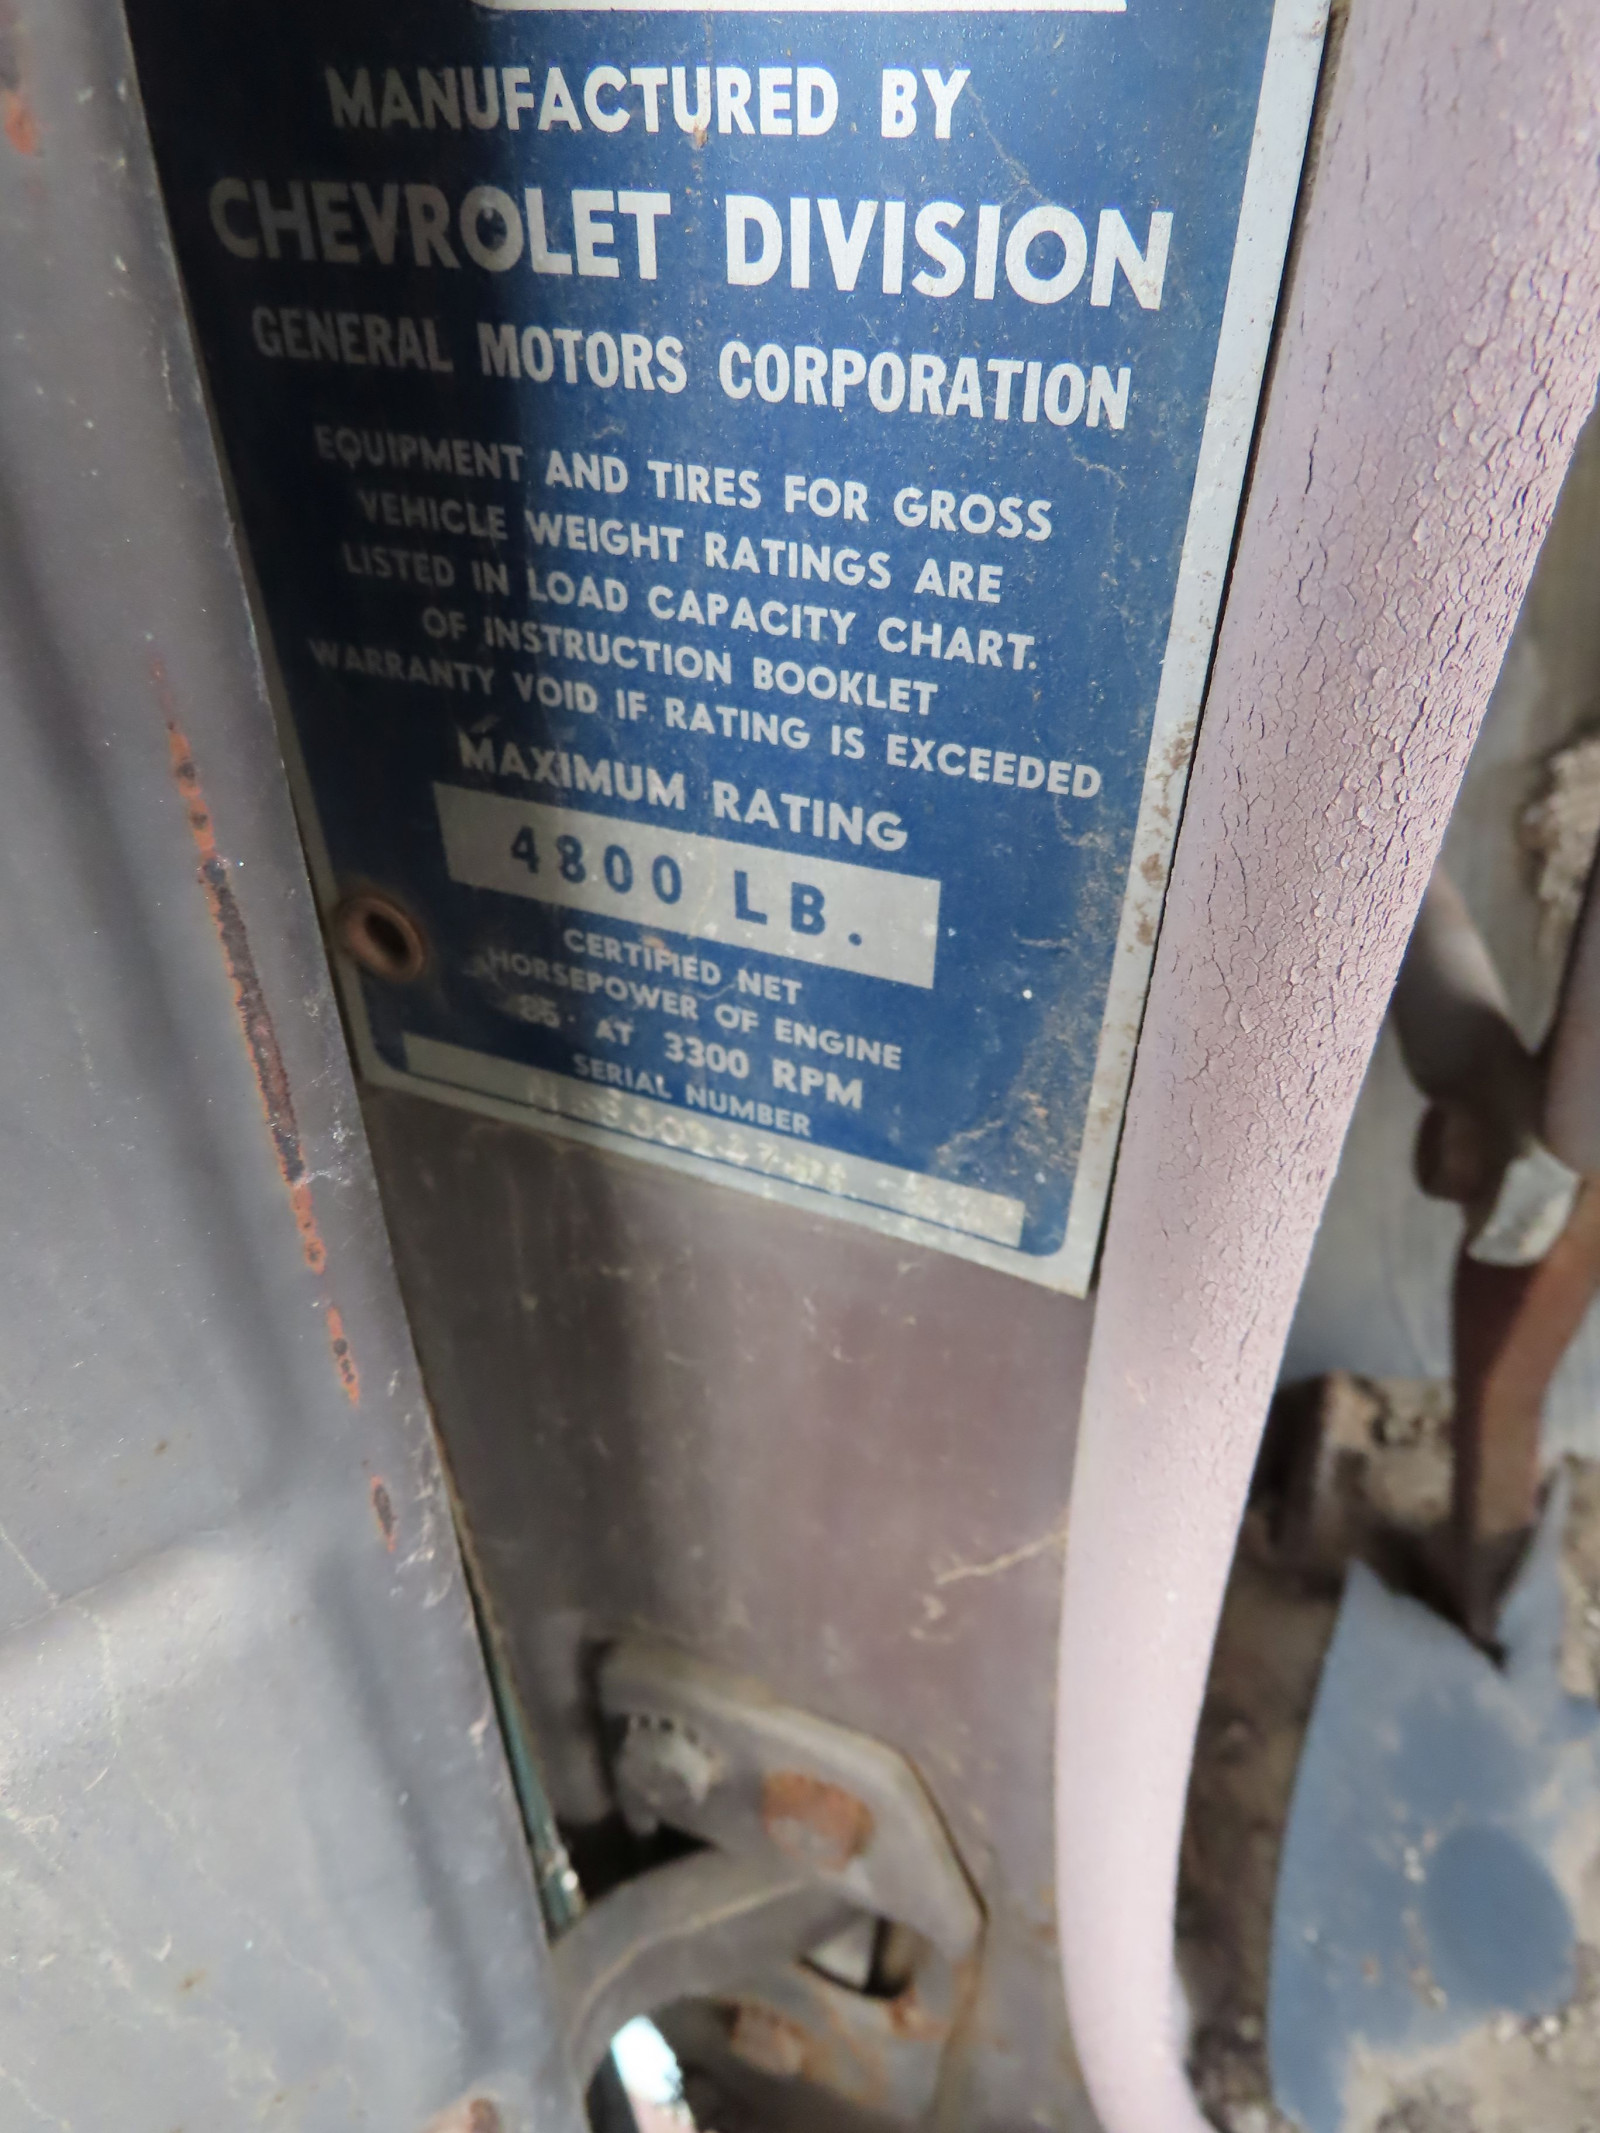 MANUFACTURED BY
CHEVROLET DIVISION
GENERAL MOTORS CORPORATION
EQUIPMENT AND TIRES FOR GROSS
VEHICLE WEIGHT RATINGS ARE
LISTED IN LOAD CAPACITY CHART.
OF INSTRUCTION BOOKLET
WARRANTY VOID IF RATING IS EXCEEDED
MAXIMUM RATING
4800 LB.
CERTIFIED NET
HORSEPOWER OF ENGINE
85 AT 3300 RPM
SERIAL NUMBER